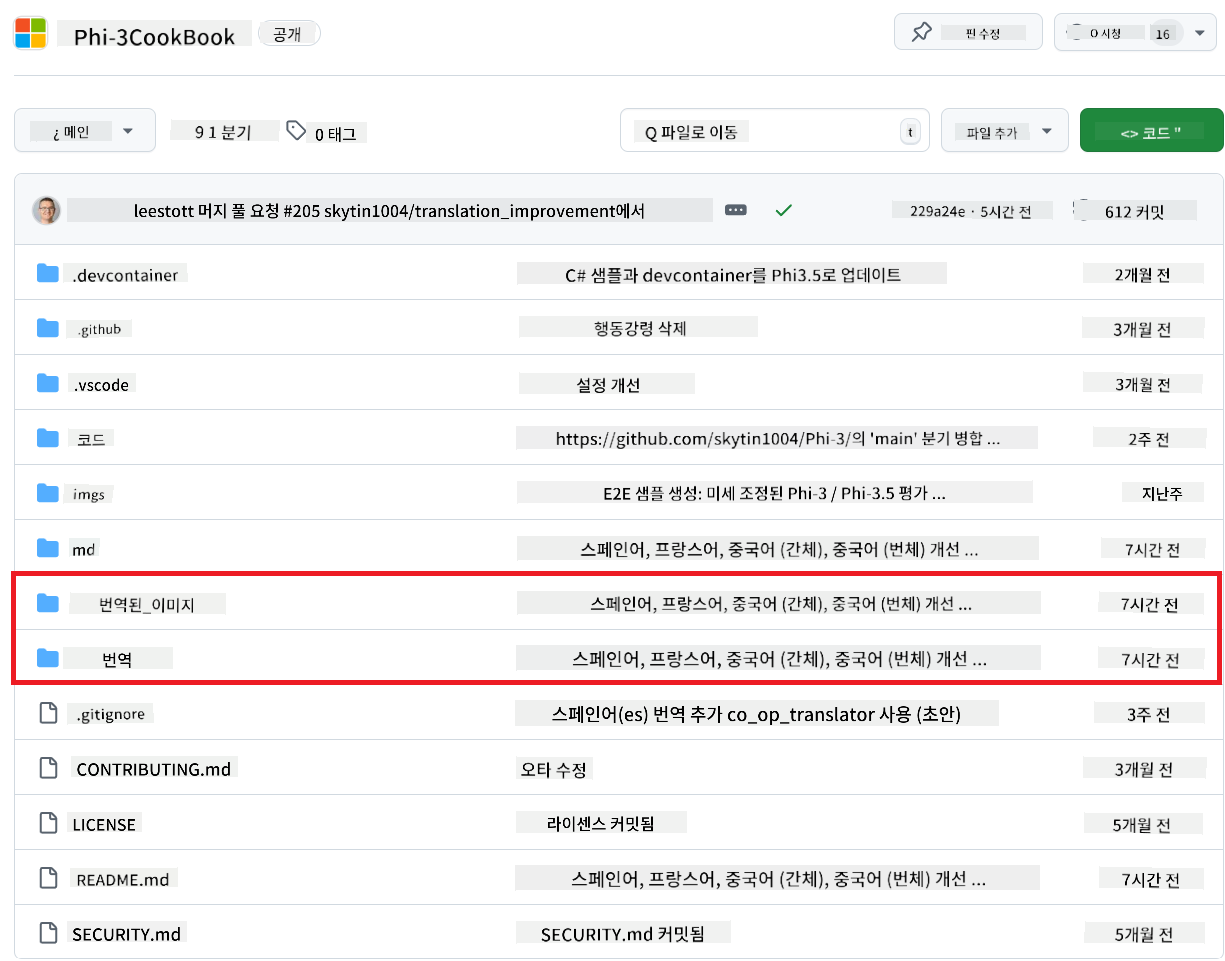 Phi-3CookBook 공개 핀 수정 O 시청 16
¿ 메인 9 1 분기 0 태그 Q 파일로 이동 t 파일 추가 <> 코드 "
leestott 머지 풀 요청 #205 skytin1004/translation_improvement에서 229a24e · 5시간 전 612 커밋
.devcontainer C# 샘플과 devcontainer를 Phi3.5로 업데이트 2개월 전
.github 행동강령 삭제 3개월 전
.vscode 설정 개선 3개월 전
코드 https://github.com/skytin1004/Phi-3/의 'main' 분기 병합 ... 2주 전
imgs E2E 샘플 생성: 미세 조정된 Phi-3 / Phi-3.5 평가 ... 지난주
md 스페인어, 프랑스어, 중국어 (간체), 중국어 (번체) 개선 ... 7시간 전
번역된_이미지 스페인어, 프랑스어, 중국어 (간체), 중국어 (번체) 개선 ... 7시간 전
번역 스페인어, 프랑스어, 중국어 (간체), 중국어 (번체) 개선 ... 7시간 전
.gitignore 스페인어(es) 번역 추가 co_op_translator 사용 (초안) 3주 전
CONTRIBUTING.md 오타 수정 3개월 전
LICENSE 라이센스 커밋됨 5개월 전
README.md 스페인어, 프랑스어, 중국어 (간체), 중국어 (번체) 개선 ... 7시간 전
SECURITY.md SECURITY.md 커밋됨 5개월 전